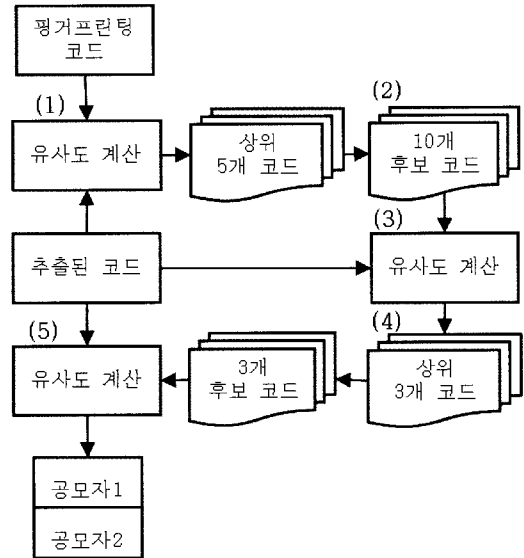 핑거프린팅
코드
(1)
유사도 계산
상위
5개 코드
(2)
10개
후보 코드
(3)
유사도 계산
추출된 코드
(4)
상위
3개 코드
3개
후보 코드
(5)
유사도 계산
공모자1
공모자2